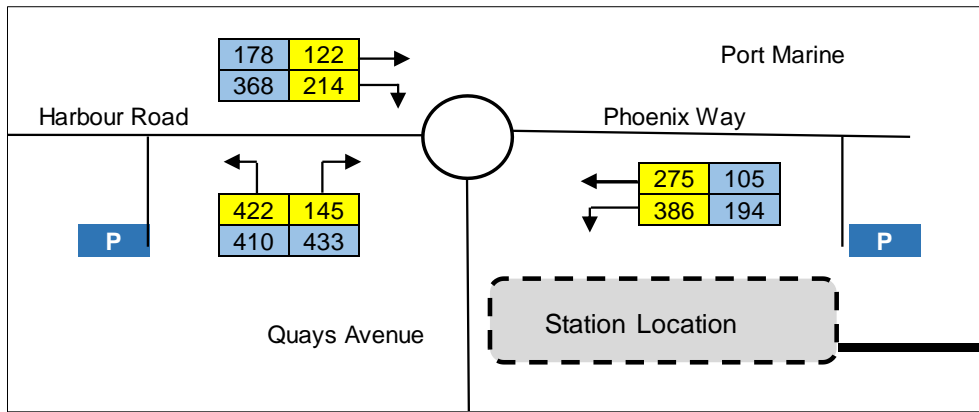 178 122
Port Marine
368 214
Harbour Road
Phoenix Way
275 105
422 145
386 194
P
410 433
P
Station Location
Quays Avenue